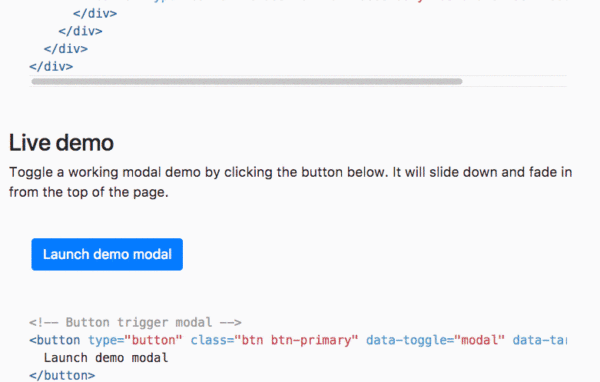 </div>
</div>
</div>
</div>
Live demo
Toggle a working modal demo by clicking the button below. It will slide down and fade in
from the top of the page.
Launch demo modal
<!-- Button trigger modal -->
<button type="button" class="btn btn-primary" data-toggle="modal" data-tar
Launch demo modal
</button>